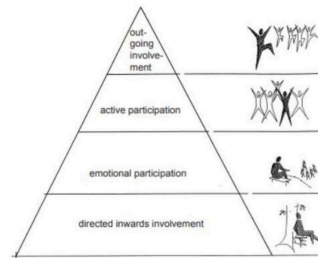 out-
going
involve-
ment
active participation
emotional participation
directed inwards involvement